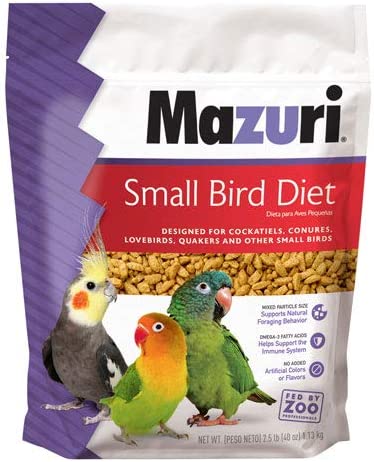 Mazuri®
Small Bird Diet
Dieta para Aves Pequeñas
DESIGNED FOR COCKATIELS, CONURES,
LOVEBIRDS, QUAKERS AND OTHER SMALL BIRDS
MIXED PARTICLE SIZE
Supports Natural
Foraging Behavior
OMEGA-3 FATTY ACIDS
Helps Support the
Immune System
NO ADDED
Artificial Colors
or Flavors
FED BY
ZOO
PROFESSIONALS
NET WT. (PESO NETO) 2.5 lb (40 oz) 1.13 kg